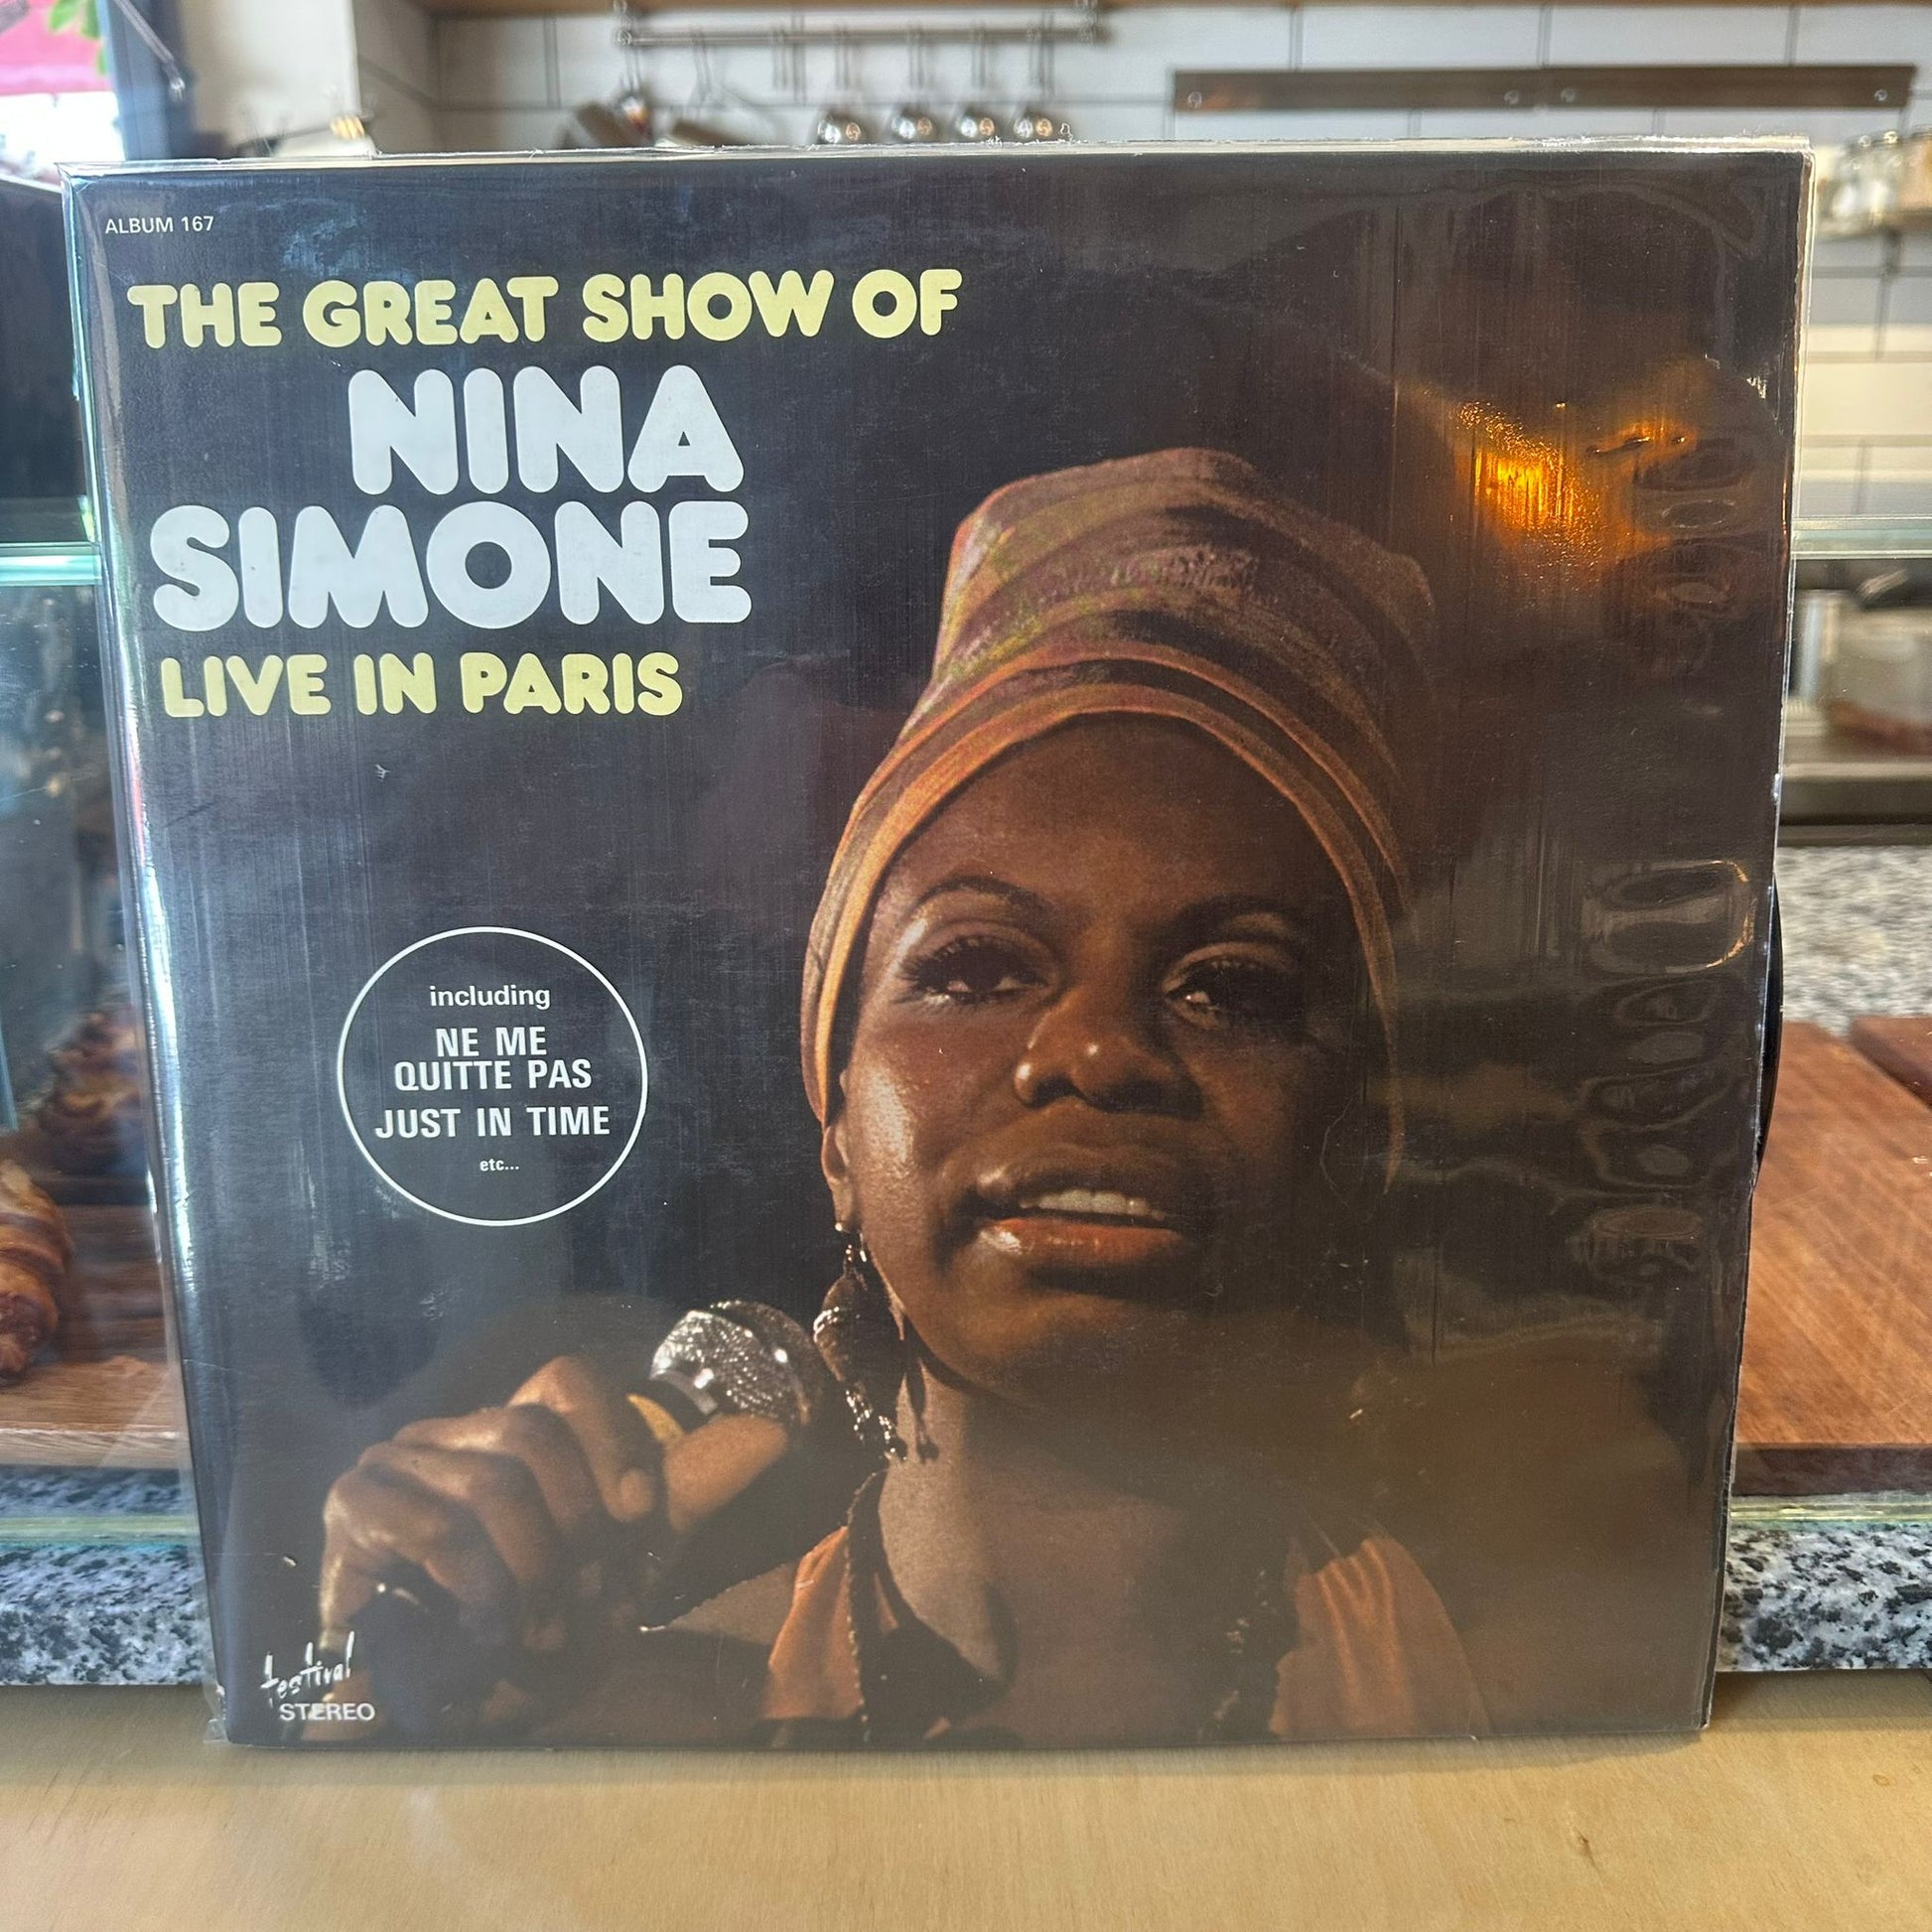 ALBUM 167
THE GREAT SHOW OF
NINA
SIMONE
LIVE IN PARIS
including
NE ME
QUITTE PAS
JUST IN TIME
etc...
festival
STEREO